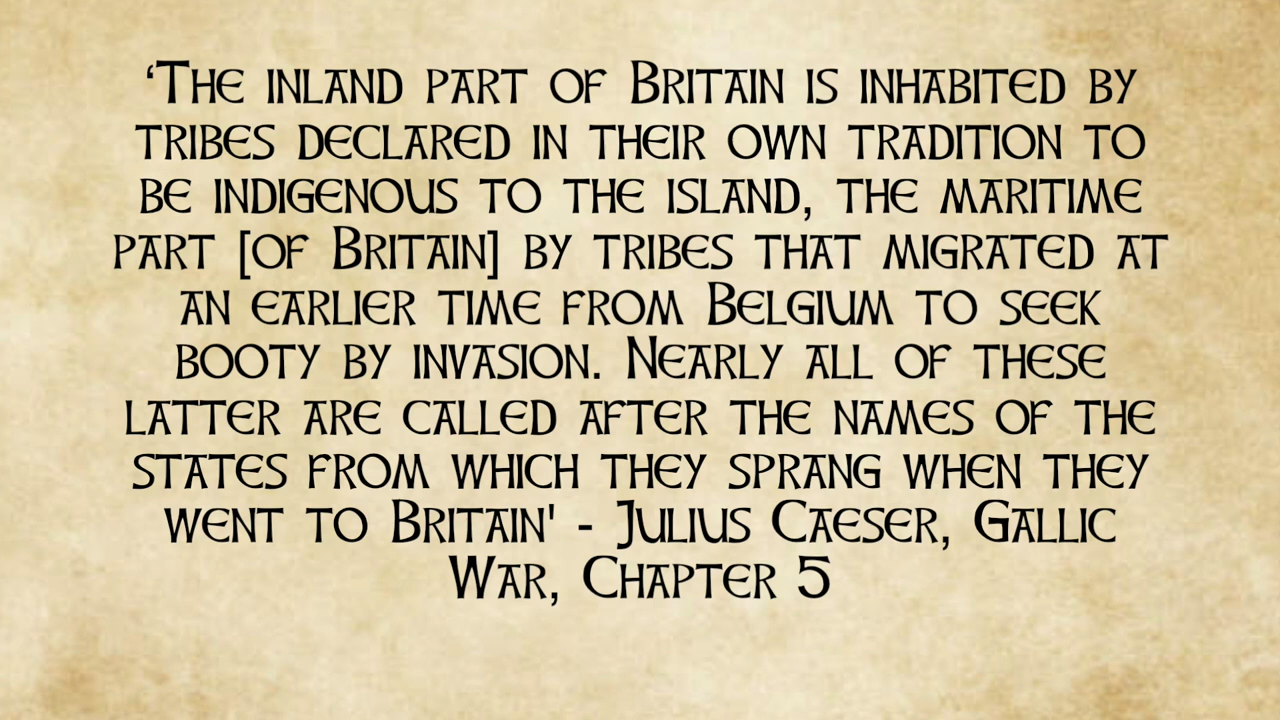 ‘The inland part of Britain is inhabited by
tribes declared in their own tradition to
be indigenous to the island, the maritime
part [of Britain] by tribes that migrated at
an earlier time from Belgium to seek
booty by invasion. Nearly all of these
latter are called after the names of the
states from which they sprang when they
went to Britain' - Julius Caeser, Gallic
War, Chapter 5